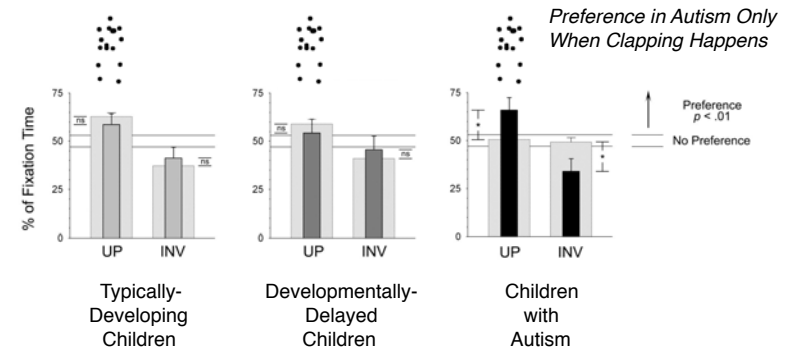 Preference in Autism Only
When Clapping Happens
% of Fixation Time
75
50
25
0
ns
ns
UP INV
Typically-
Developing
Children
75
50
25
0
ns
ns
UP INV
Developmentally-
Delayed
Children
75
50
25
0
*
*
UP INV
Children
with
Autism
Preference
p < .01
No Preference